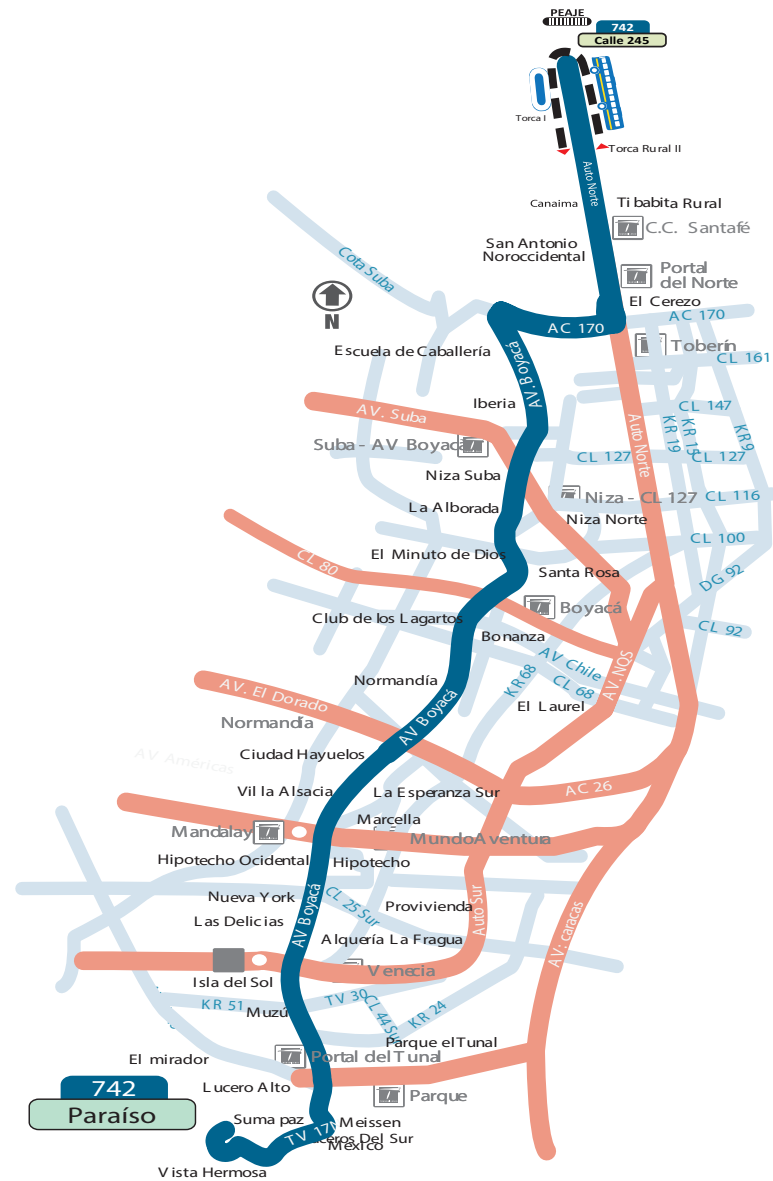 PEAJE
742
Calle 245
Torca I
Torca Rural II
Auto Norte
Canaima
Tibabita Rural
C.C. Santafé
San Antonio
Noroccidental
Cota Suba
Portal
del Norte
N
El Cerezo
AC 170
AC 170
Toberín
Escuela de Caballería
CL 161
AV. Boyacá
Iberia
AV. Suba
CL 147
Auto Norte
KR 19
KR 15
KR9
Suba - AV Boyacá
CL 127
CL 127
Niza Suba
Niza - CL 127
CL 116
La Alborada
Niza Norte
CL 100
El Minuto de Dios
CL 80
Santa Rosa
DG 92
Boyacá
Club de los Lagartos
CL 92
Bonanza
AV Chile
KR68
CL 68
AV. NQS
Normandía
AV. El Dorado
El Laurel
AV Boyacá
Normandía
Ciudad Hayuelos
AV Américas
Villa Alsacia
La Esperanza Sur
AC 26
Marcella
Mandalay
MundoAventura
Hipotecho Ocidental
Hipotecho
Nueva York
CL 25 Sur
Provivienda
Las Delicias
AV Boyacá
Auto Sur
AV. caracas
Alquería La Fragua
Venecia
Isla del Sol
KR 51
TV 30
Muzú
CL 44 Su
KR 24
Parque el Tunal
El mirador
Portal del Tunal
742
Lucero Alto
Parque
Paraíso
Suma paz
Meissen
TV 17
uceros Del Sur
México
Vista Hermosa